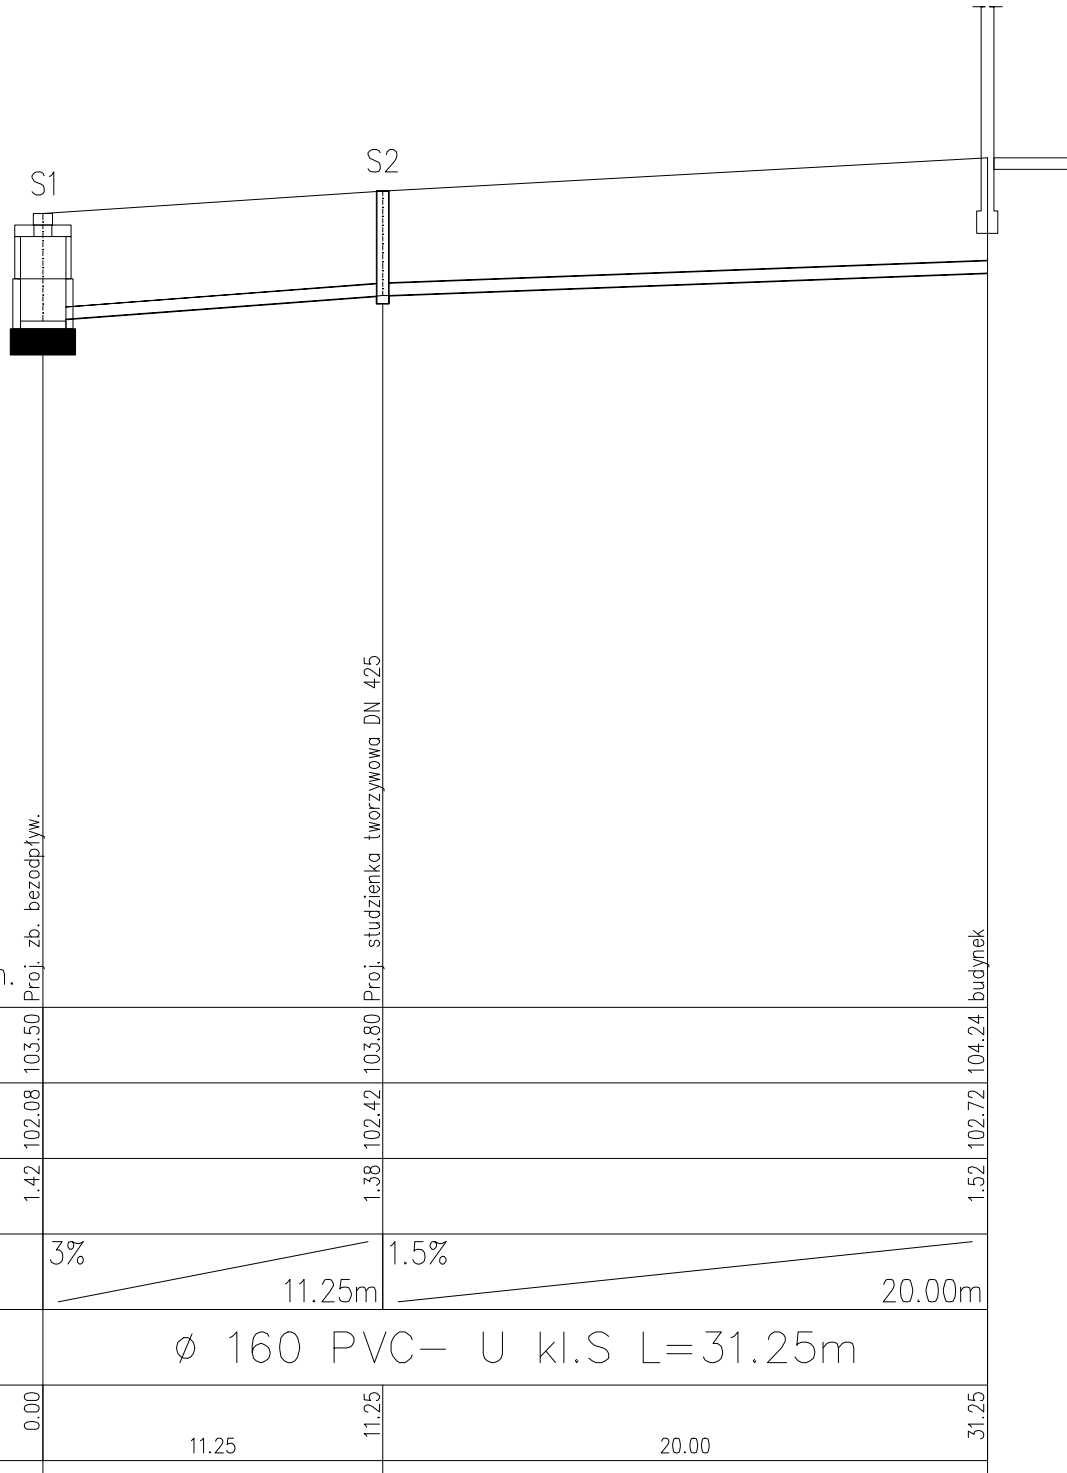 S1
S2
Proj. zb. bezodpływ.
Proj. studzienka tworzywowa DN 425
budynek
103.50
103.80
104.24
102.08
102.42
102.72
1.42
1.38
1.52
3%
11.25m
1.5%
20.00m
ø 160 PVC- U kl.S L=31.25m
0.00
11.25
31.25
11.25
20.00